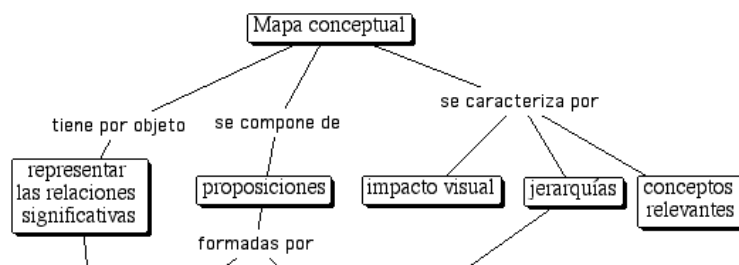 Mapa conceptual
se caracteriza por
tiene por objeto
se compone de
representar
las relaciones
significativas
proposiciones
impacto visual
jerarquías
conceptos
relevantes
formadas por